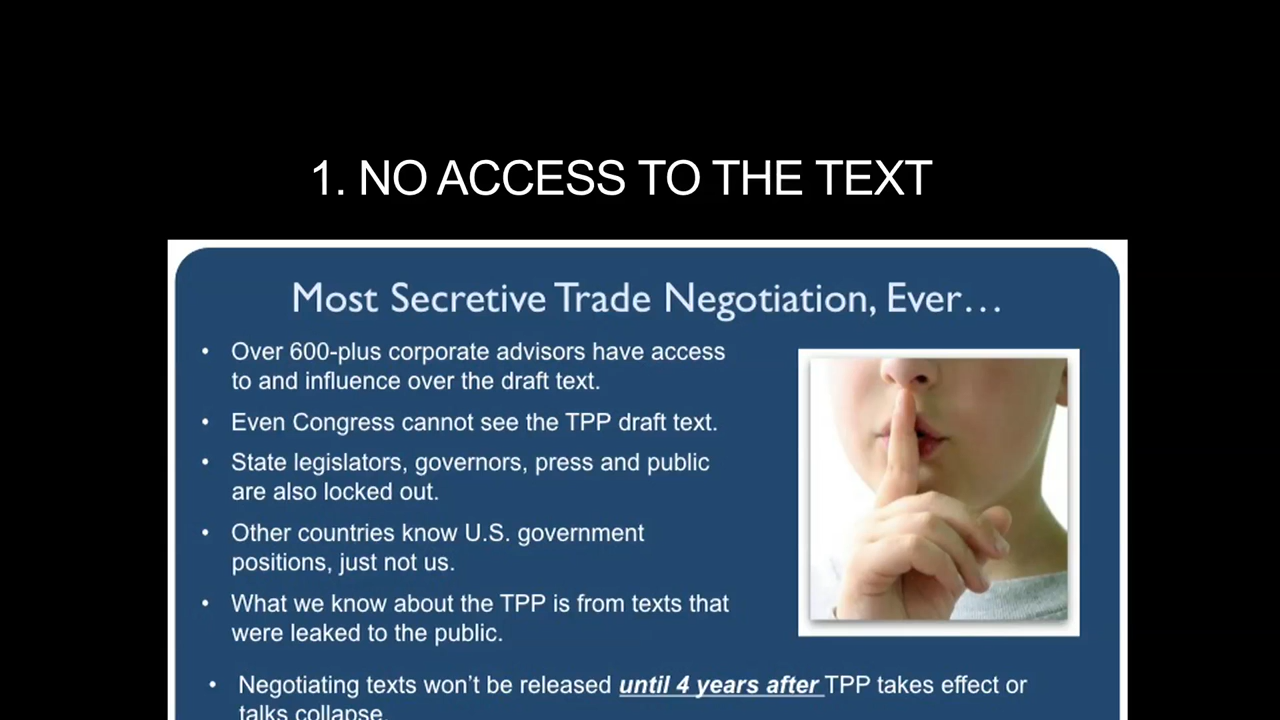 1. NO ACCESS TO THE TEXT
Most Secretive Trade Negotiation, Ever…
• Over 600-plus corporate advisors have access
to and influence over the draft text.
• Even Congress cannot see the TPP draft text.
• State legislators, governors, press and public
are also locked out.
• Other countries know U.S. government
positions, just not us.
• What we know about the TPP is from texts that
were leaked to the public.
• Negotiating texts won’t be released until 4 years after TPP takes effect or
talks collapse.